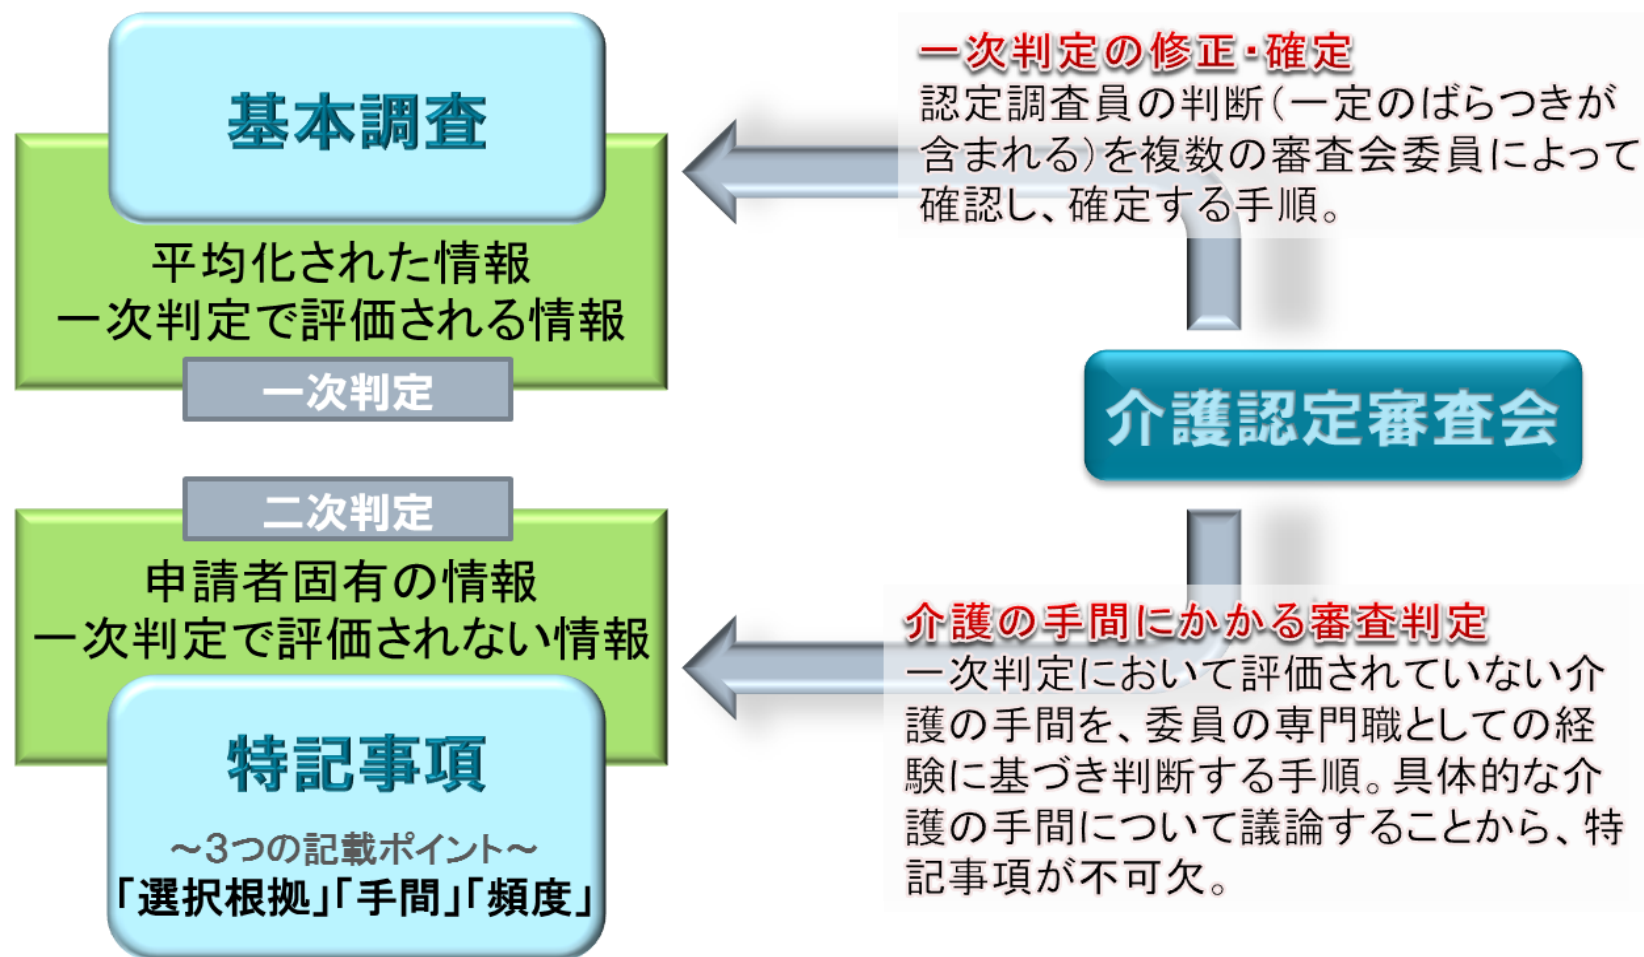 基本調査
平均化された情報
一次判定で評価される情報
一次判定
二次判定
申請者固有の情報
一次判定で評価されない情報
特記事項
～3つの記載ポイント～
「選択根拠」「手間」「頻度」
一次判定の修正・確定
認定調査員の判断(一定のばらつきが
含まれる)を複数の審査会委員によって
確認し、確定する手順。
介護認定審査会
介護の手間にかかる審査判定
一次判定において評価されていない介
護の手間を、委員の専門職としての経
験に基づき判断する手順。具体的な介
護の手間について議論することから、特
記事項が不可欠。